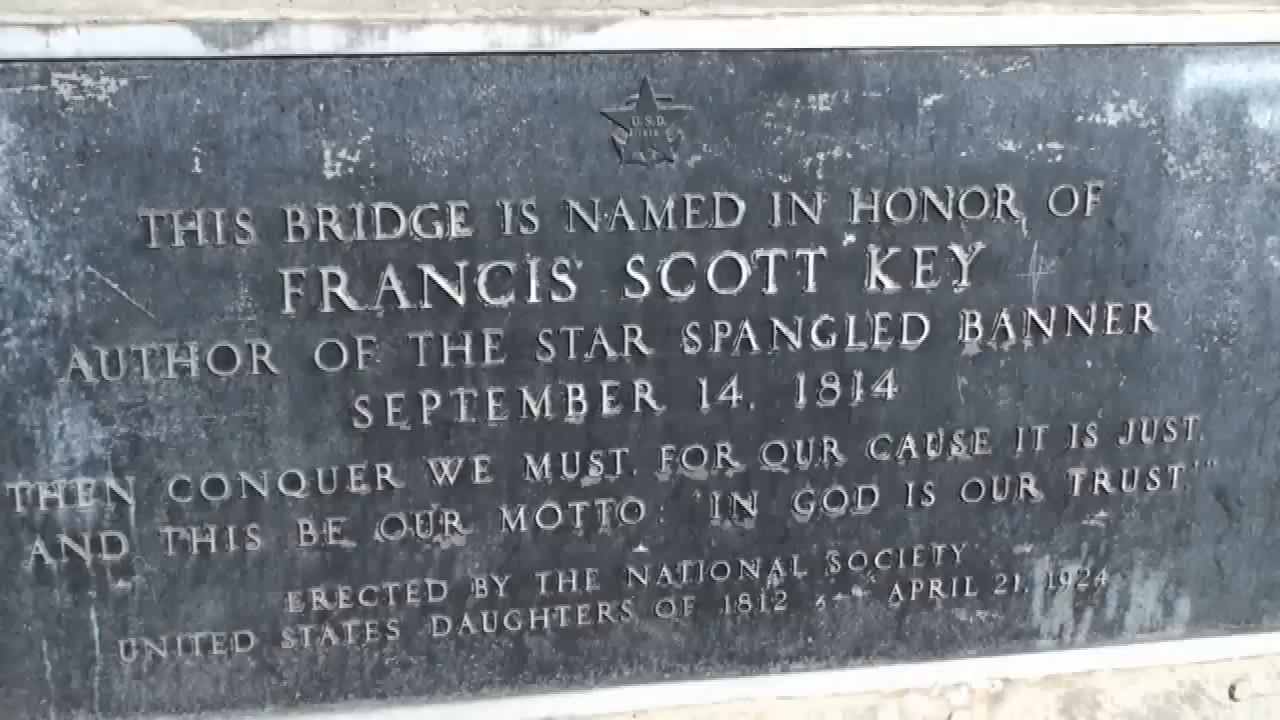 U.S.D.
1812
THIS BRIDGE IS NAMED IN HONOR OF
FRANCIS SCOTT KEY
AUTHOR OF THE STAR SPANGLED BANNER
SEPTEMBER 14, 1814
THEN CONQUER WE MUST, FOR OUR CAUSE IT IS JUST,
AND THIS BE OUR MOTTO: 'IN GOD IS OUR TRUST'"
ERECTED BY THE NATIONAL SOCIETY
UNITED STATES DAUGHTERS OF 1812 APRIL 21, 1924